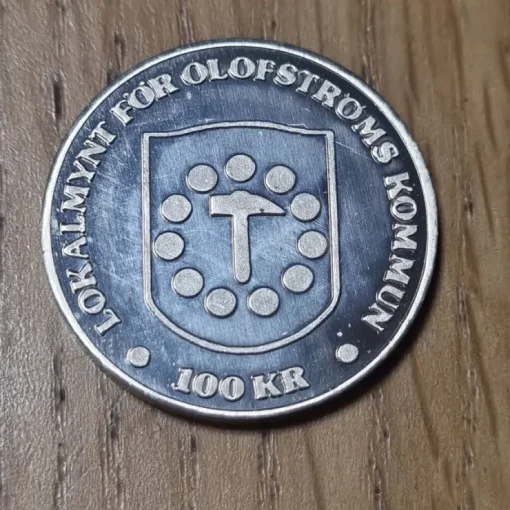 LOKALMYNT FÖR OLOFSTRÖMS KOMMUN
100 KR